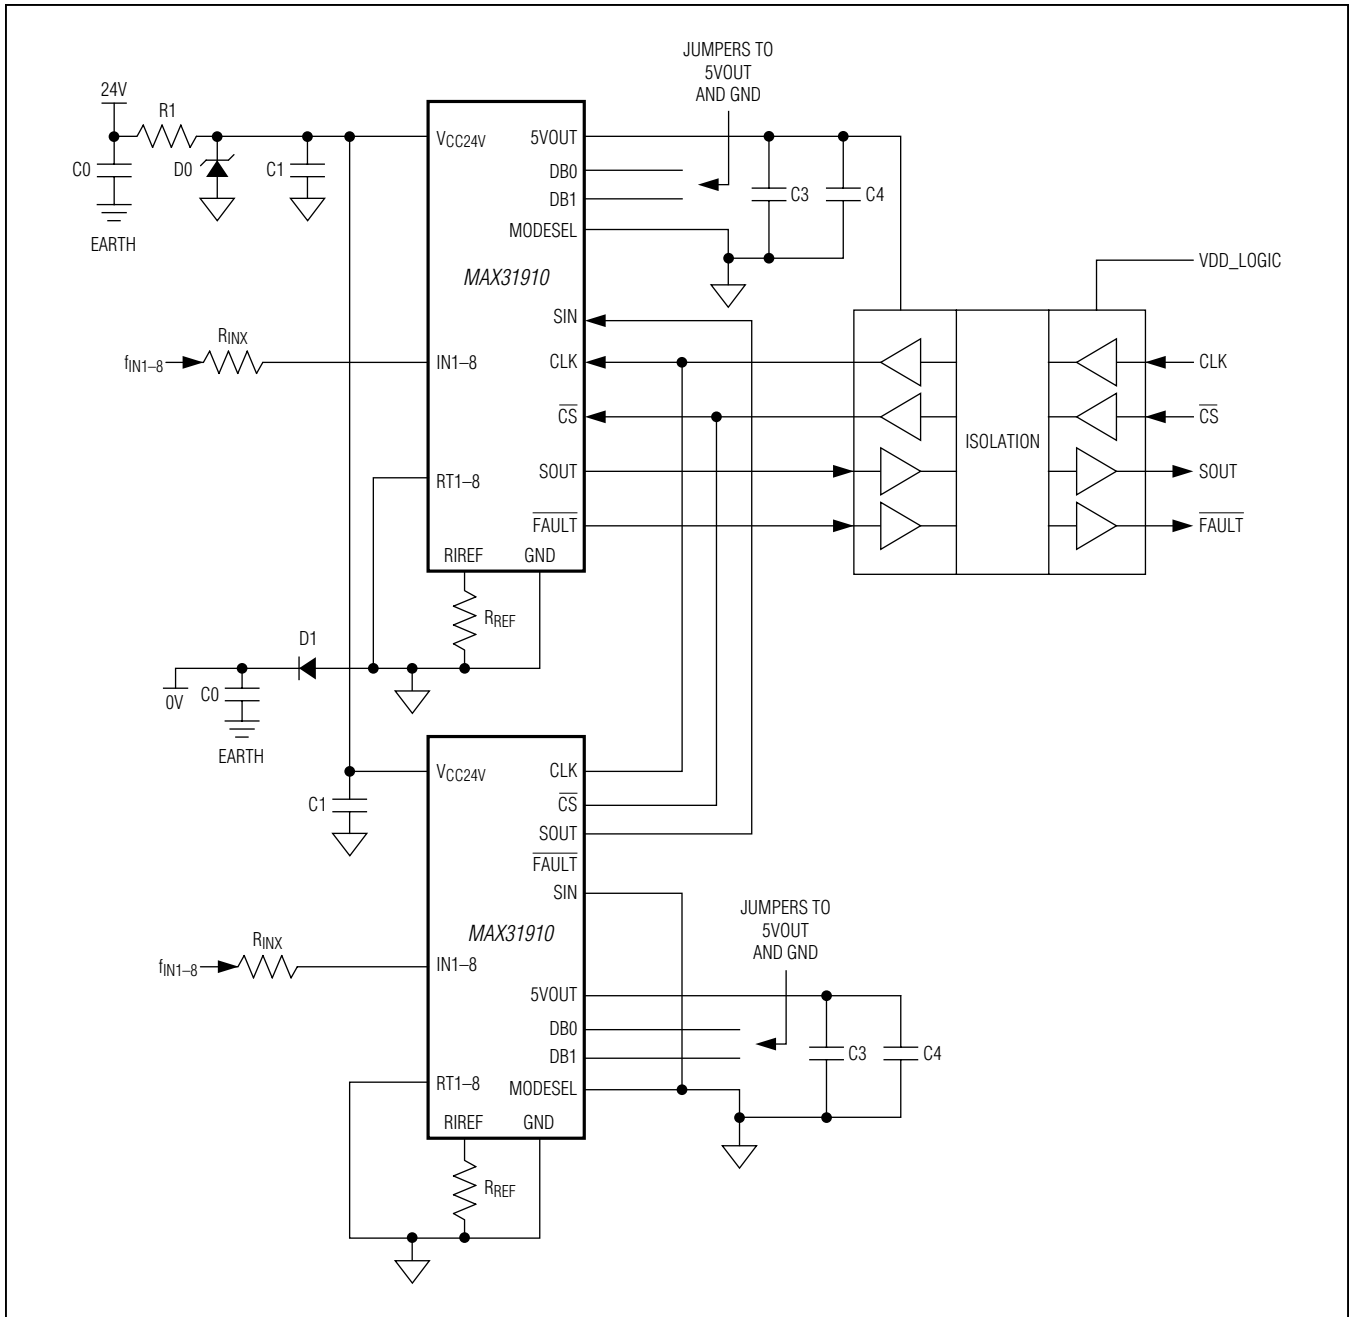 JUMPERS TO
5VOUT
AND GND
24V
R1
C0
D0
C1
EARTH
VCC24V
5VOUT
DB0
DB1
MODESEL
C3
C4
MAX31910
VDD_LOGIC
SIN
RINX
fIN1–8
IN1–8
CLK
CLK
CS
CS
ISOLATION
SOUT
SOUT
RT1–8
FAULT
FAULT
RIREF
GND
RREF
D1
0V
C0
EARTH
VCC24V
CLK
C1
CS
SOUT
FAULT
SIN
JUMPERS TO
5VOUT
AND GND
MAX31910
RINX
fIN1–8
IN1–8
5VOUT
DB0
DB1
C3
C4
RT1–8
MODESEL
RIREF
GND
RREF